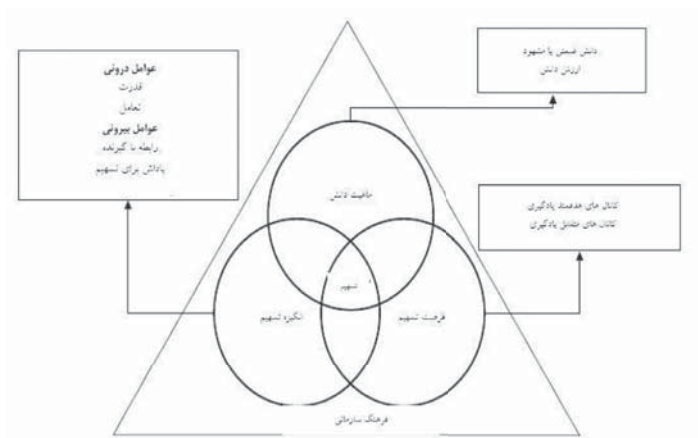 عوامل درونی
قدرت
تعامل
عوامل بیرونی
رابطه با گیرنده
پاداش برای تسهیم
دانش ضمنی یا مشهود
ارزش دانش
ماهیت دانش
کانال های هدفمند یادگیری
کانال های متقابل یادگیری
تسهیم
انگیزه تسهیم
فرصت تسهیم
فرهنگ سازمانی